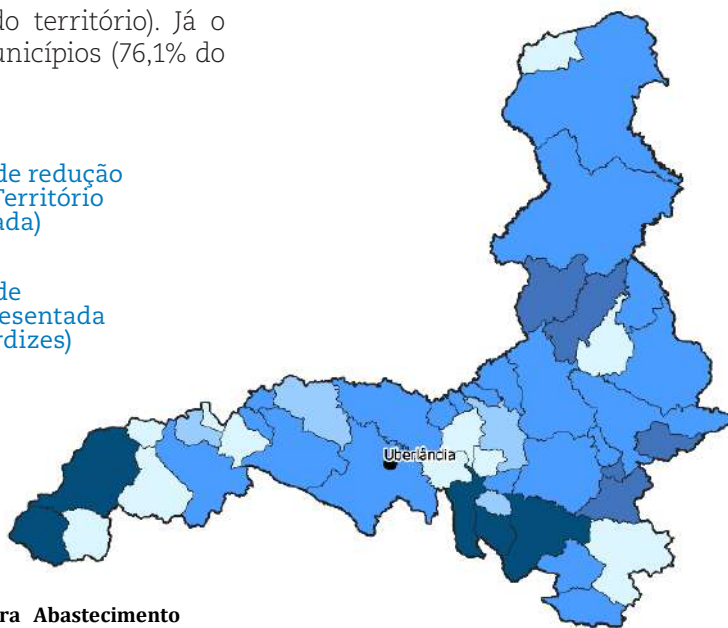 do território). Já o
unicípios (76,1% do
de redução
Território
ada)
de
esentada
rdizes)
Uberlândia
ra Abastecimento